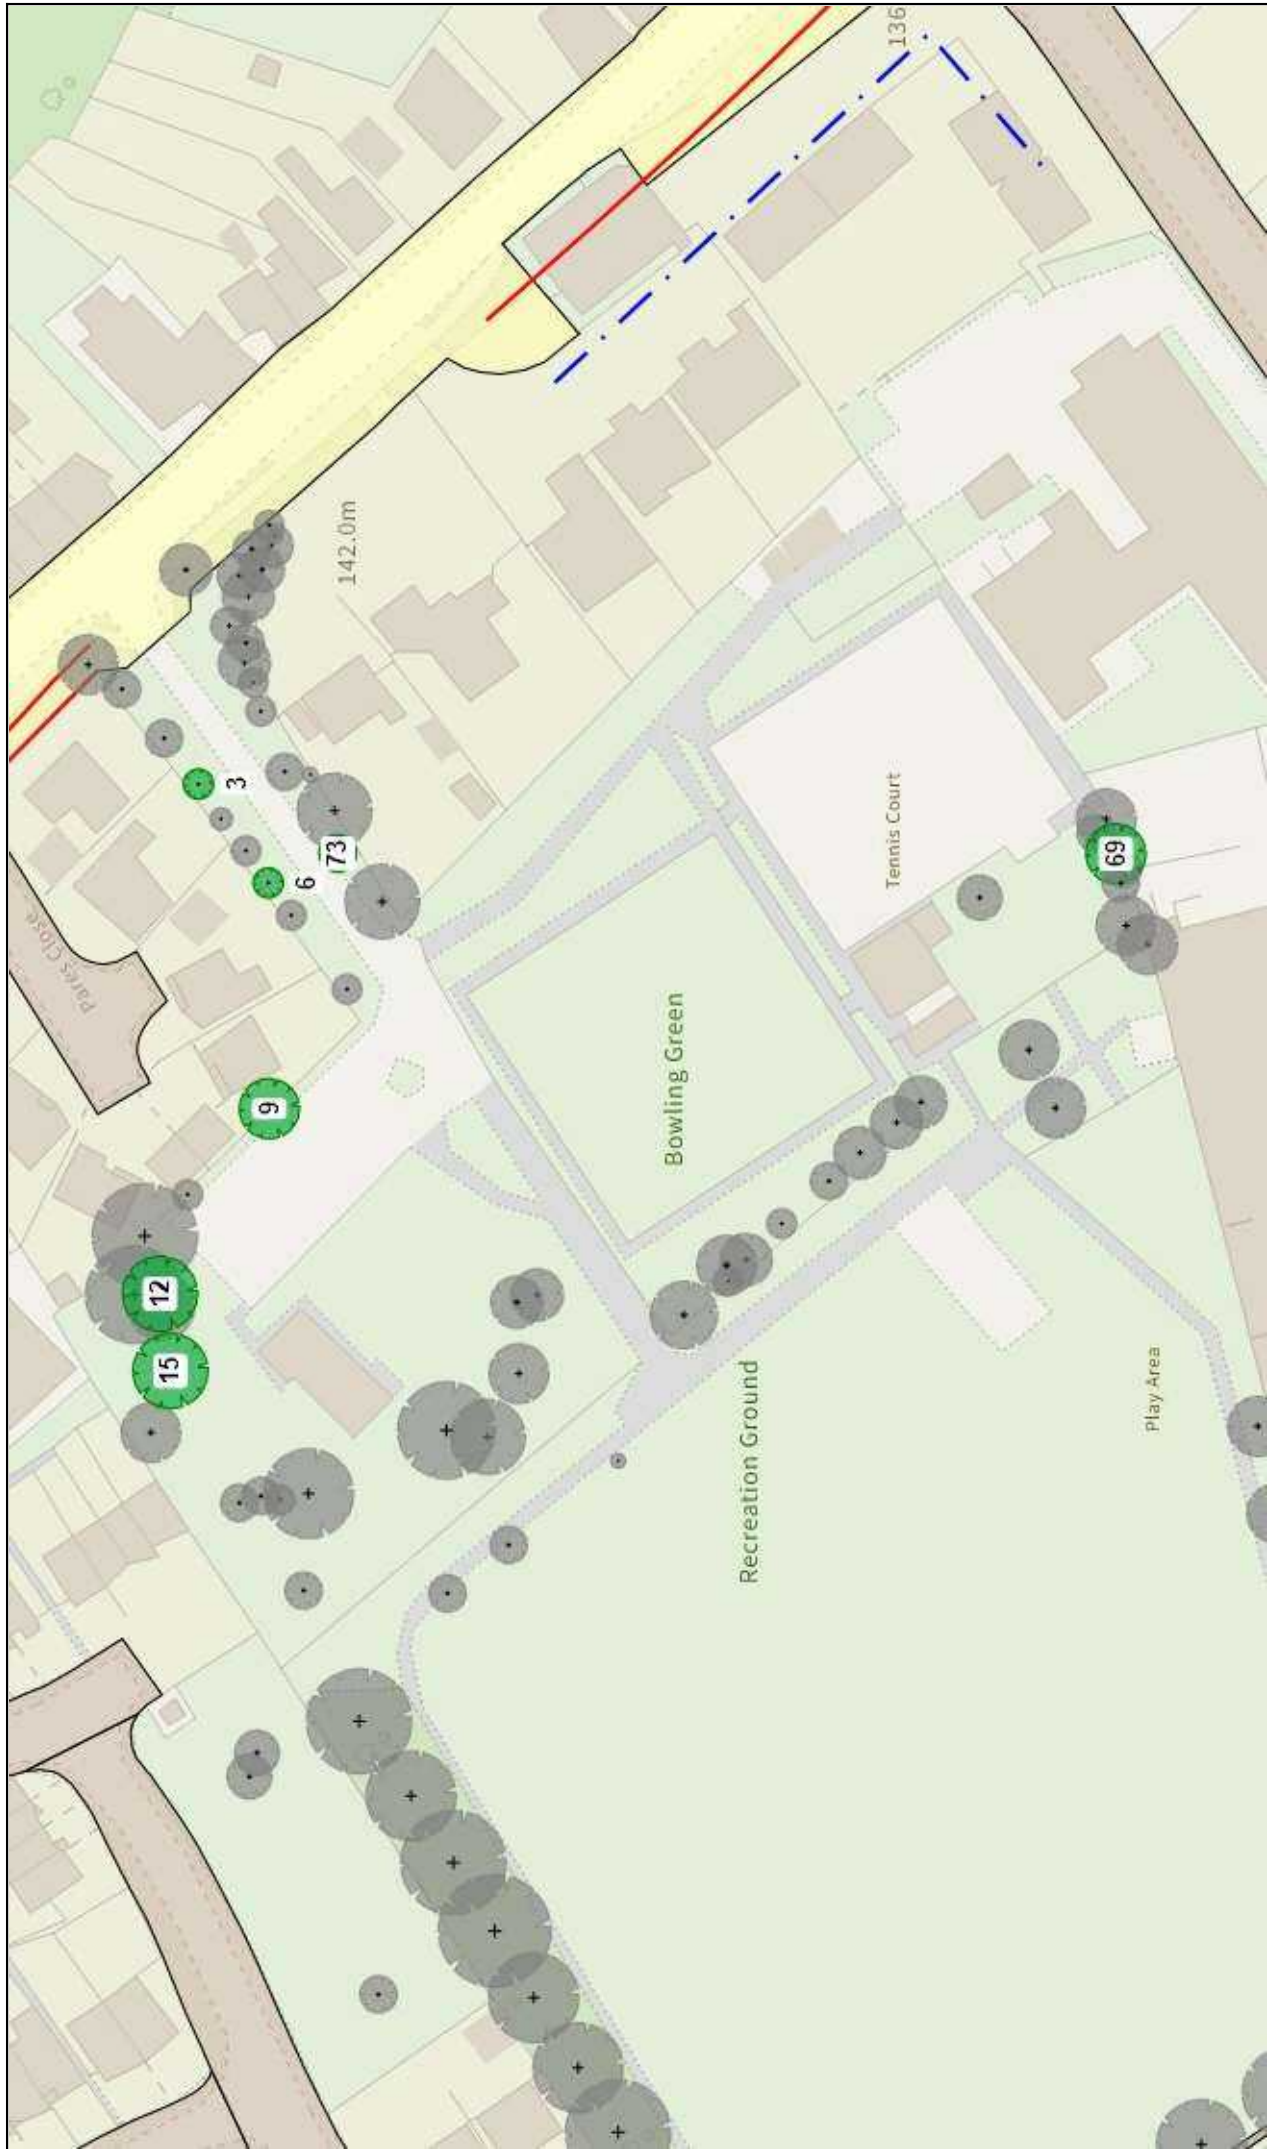 Pares Close
15
12
3
9
6
73
142.0m
Bowling Green
Recreation Ground
Tennis Court
136
69
Play Area